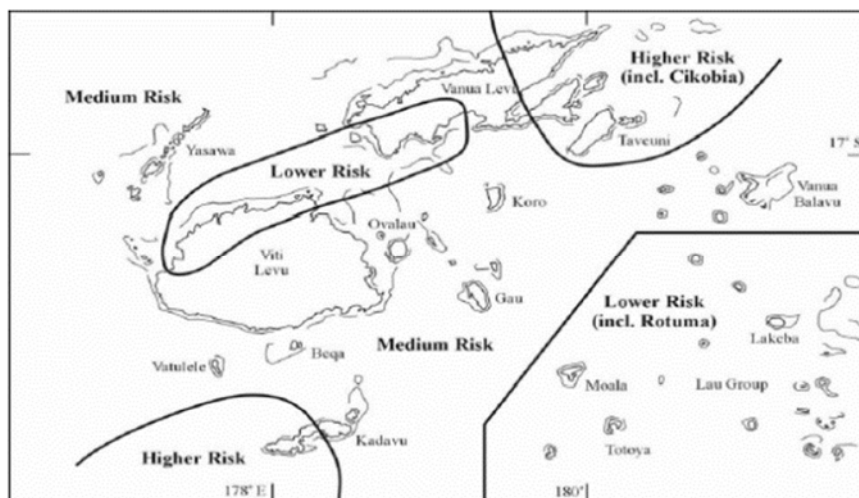 Higher Risk
(incl. Cikobia)
Vanua Levu
Medium Risk
Taveuni
17° S
Yasawa
Lower Risk
Vanua
Balavu
Koro
Ovalau
Viti
Levu
Gau
Lower Risk
(incl. Rotuma)
Lakeba
Medium Risk
Beqa
Vatulele
Moala
Lau Group
Kadavu
Totoya
Higher Risk
178° E
180°